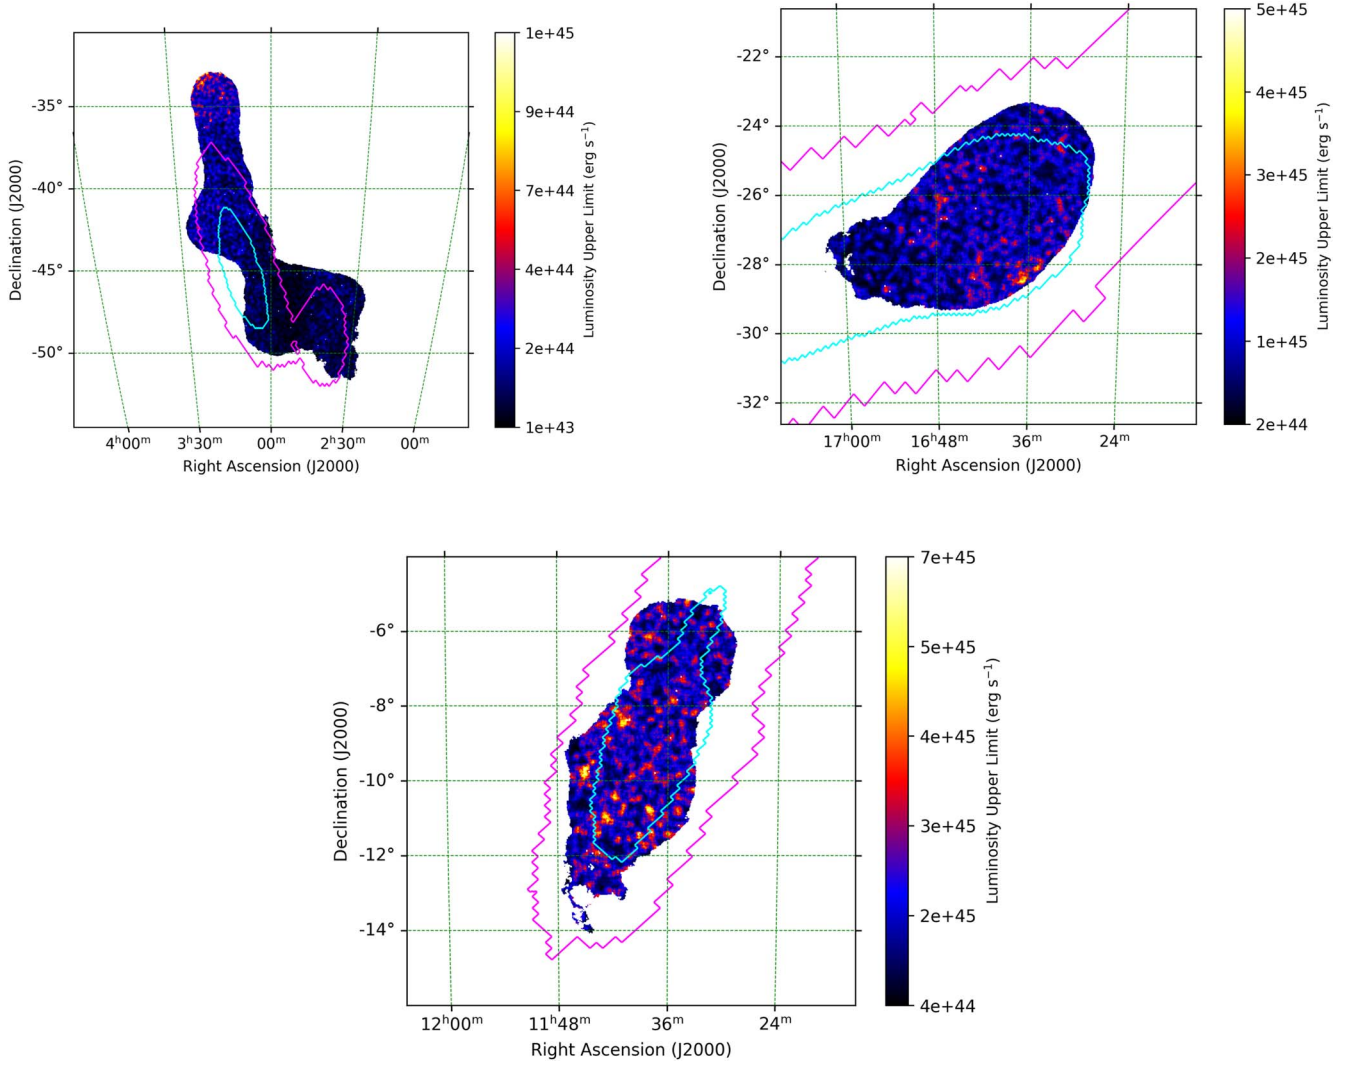 1e+45
9e+44
7e+44
4e+44
2e+44
1e+43
Luminosity Upper Limit (erg s⁻¹)
-35°
-40°
-45°
-50°
Declination (J2000)
4ʰ00ᵐ
3ʰ30ᵐ
00ᵐ
2ʰ30ᵐ
00ᵐ
Right Ascension (J2000)
5e+45
4e+45
3e+45
2e+45
1e+45
2e+44
Luminosity Upper Limit (erg s⁻¹)
-22°
-24°
-26°
-28°
-30°
-32°
Declination (J2000)
17ʰ00ᵐ
16ʰ48ᵐ
36ᵐ
24ᵐ
Right Ascension (J2000)
7e+45
5e+45
4e+45
3e+45
2e+45
4e+44
Luminosity Upper Limit (erg s⁻¹)
-6°
-8°
-10°
-12°
-14°
Declination (J2000)
12ʰ00ᵐ
11ʰ48ᵐ
36ᵐ
24ᵐ
Right Ascension (J2000)